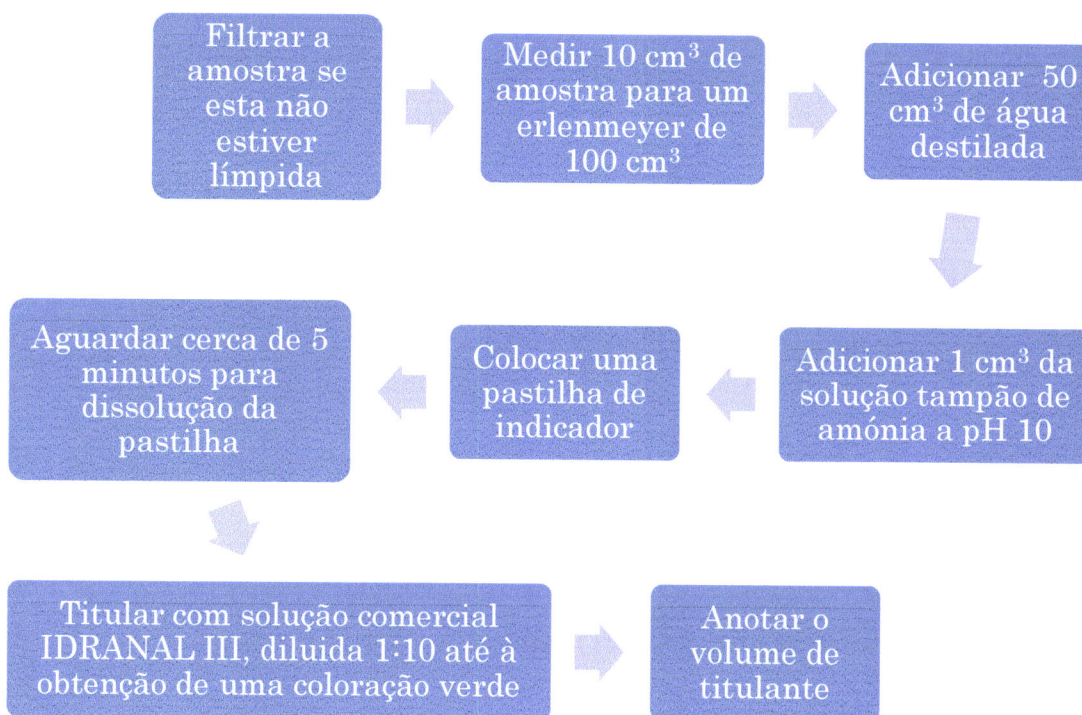 Filtrar a
amostra se
esta não
estiver
límpida
Medir 10 cm³ de
amostra para um
erlenmeyer de
100 cm³
Adicionar 50
cm³ de água
destilada
Adicionar 1 cm³ da
solução tampão de
amónia a pH 10
Colocar uma
pastilha de
indicador
Aguardar cerca de 5
minutos para
dissolução da
pastilha
Titular com solução comercial
IDRANAL III, diluida 1:10 até à
obtenção de uma coloração verde
Anotar o
volume de
titulante